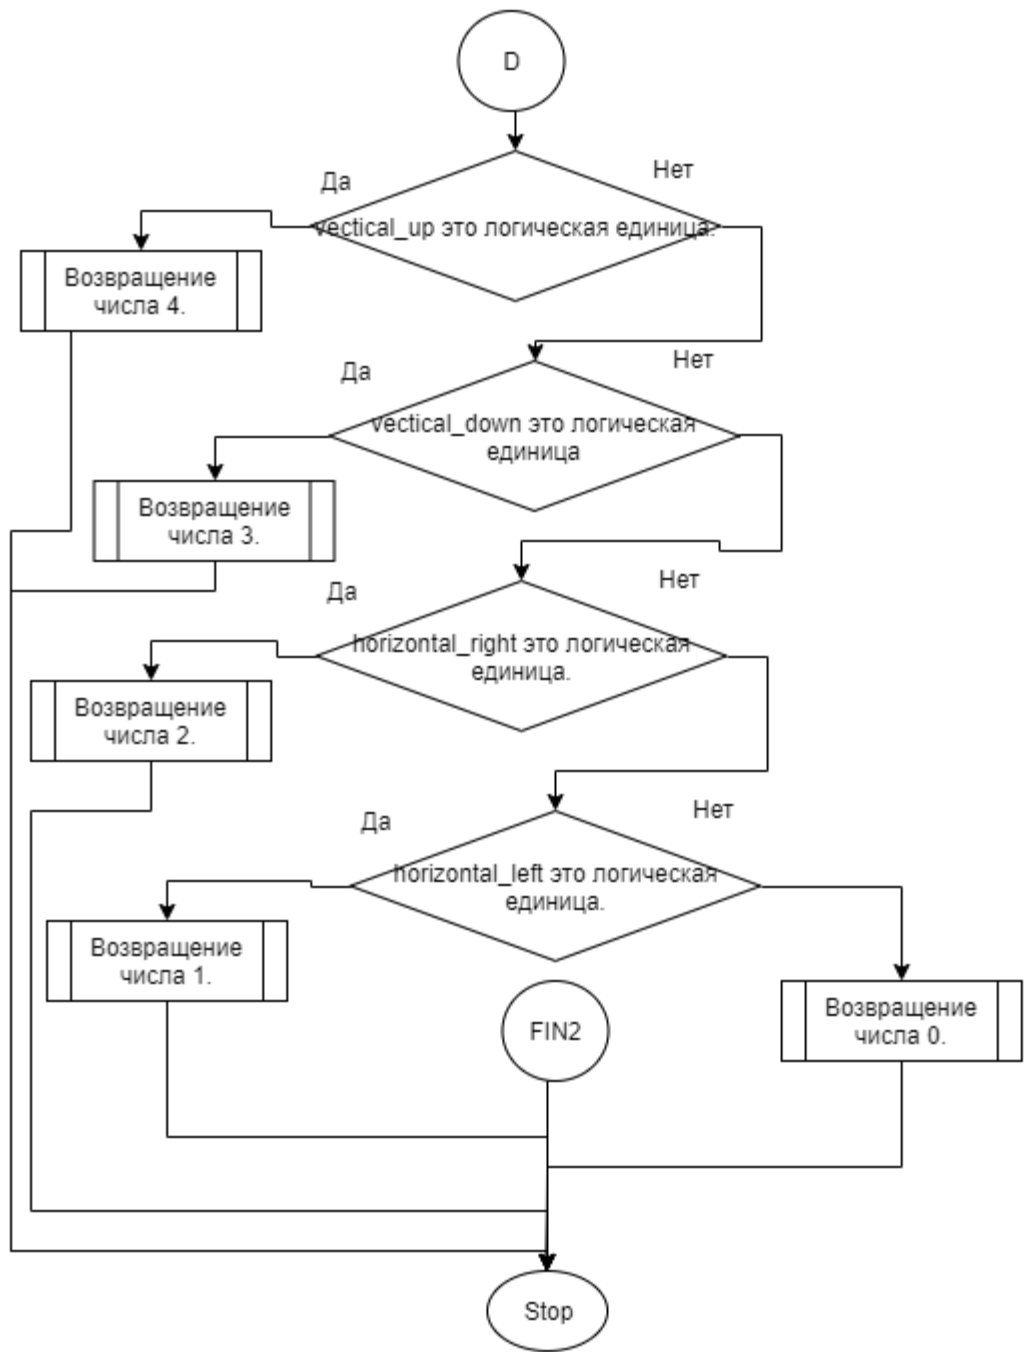 D
Да
Нет
vectical_up это логическая единица.
Возвращение
числа 4.
Да
Нет
vectical_down это логическая
единица
Возвращение
числа 3.
Да
Нет
horizontal_right это логическая
единица.
Возвращение
числа 2.
Да
Нет
horizontal_left это логическая
единица.
Возвращение
числа 1.
FIN2
Возвращение
числа 0.
Stop